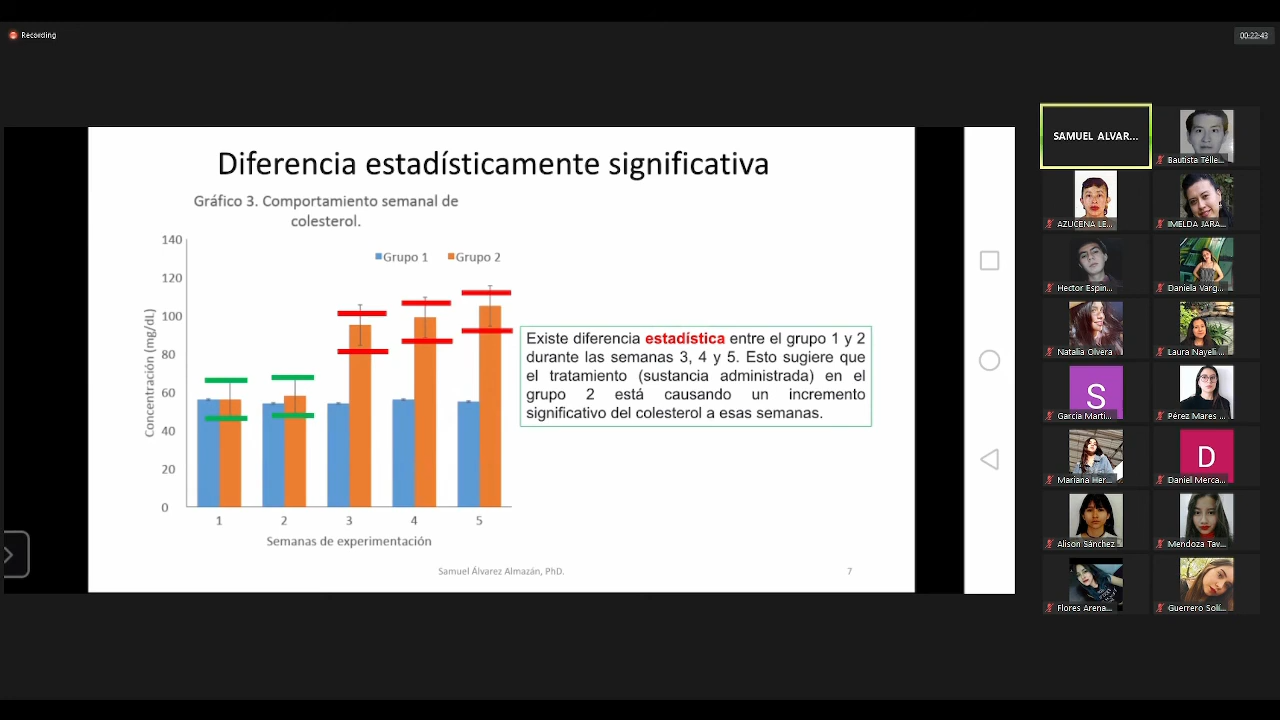 Recording
00:22:43
Diferencia estadísticamente significativa
Gráfico 3. Comportamiento semanal de
colesterol.
Grupo 1
Grupo 2
Concentración (mg/dL)
140
120
100
80
60
40
20
0
1
2
3
4
5
Semanas de experimentación
Existe diferencia estadística entre el grupo 1 y 2
durante las semanas 3, 4 y 5. Esto sugiere que
el tratamiento (sustancia administrada) en el
grupo 2 está causando un incremento
significativo del colesterol a esas semanas.
Samuel Álvarez Almazán, PhD.
7
SAMUEL ALVAR...
Bautista Télle...
AZUCENA LE...
IMELDA JARA...
Hector Espin...
Daniela Varg...
Natalia Olvera
Laura Nayeli...
S
García Martí...
Pérez Mares ...
Mariana Her...
D
Daniel Merca...
Alison Sánchez
Mendoza Tav...
Flores Arena...
Guerrero Solí...